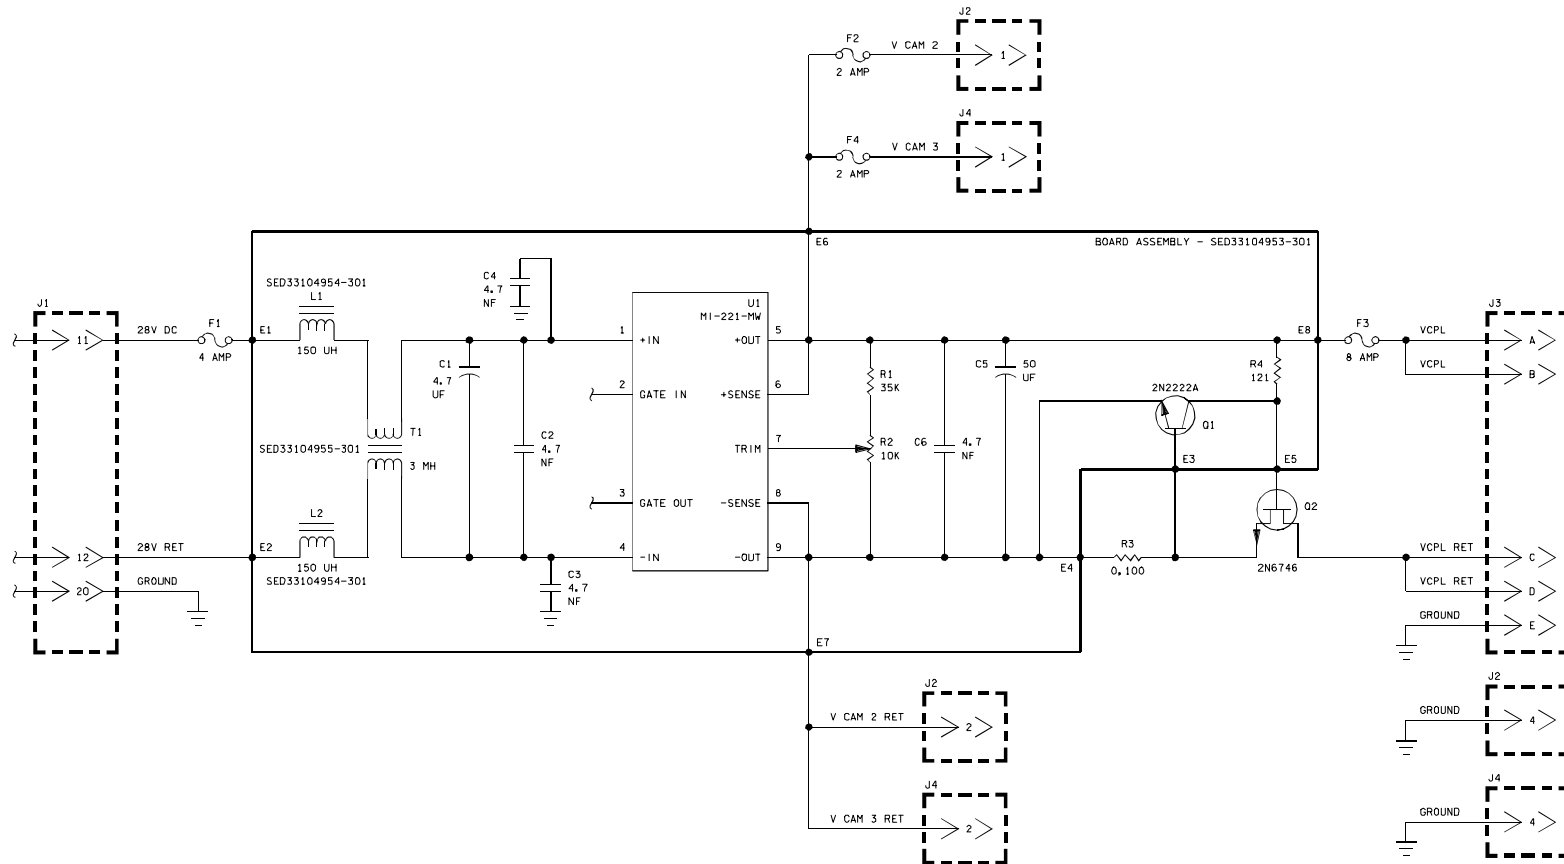 J2
F2
V CAM 2
1
2 AMP
J4
F4
V CAM 3
1
2 AMP
E6
BOARD ASSEMBLY - SED33104953-301
SED33104954-301
L1
150 UH
C4
4.7
NF
J1
11
28V DC
F1
4 AMP
E1
U1
MI-221-MW
1
+IN
5
+OUT
2
GATE IN
6
+SENSE
7
TRIM
3
GATE OUT
8
-SENSE
4
-IN
9
-OUT
C1
4.7
UF
C2
4.7
NF
T1
SED33104955-301
3 MH
L2
150 UH
SED33104954-301
12
28V RET
E2
20
GROUND
C3
4.7
NF
R1
35K
R2
10K
C6
4.7
NF
C5
50
UF
2N2222A
Q1
R4
121
E8
F3
8 AMP
J3
VCPL
A
VCPL
B
E3
E5
Q2
2N6746
E4
R3
0.100
VCPL RET
C
VCPL RET
D
GROUND
E
E7
J2
V CAM 2 RET
2
J4
V CAM 3 RET
2
J2
GROUND
4
J4
GROUND
4